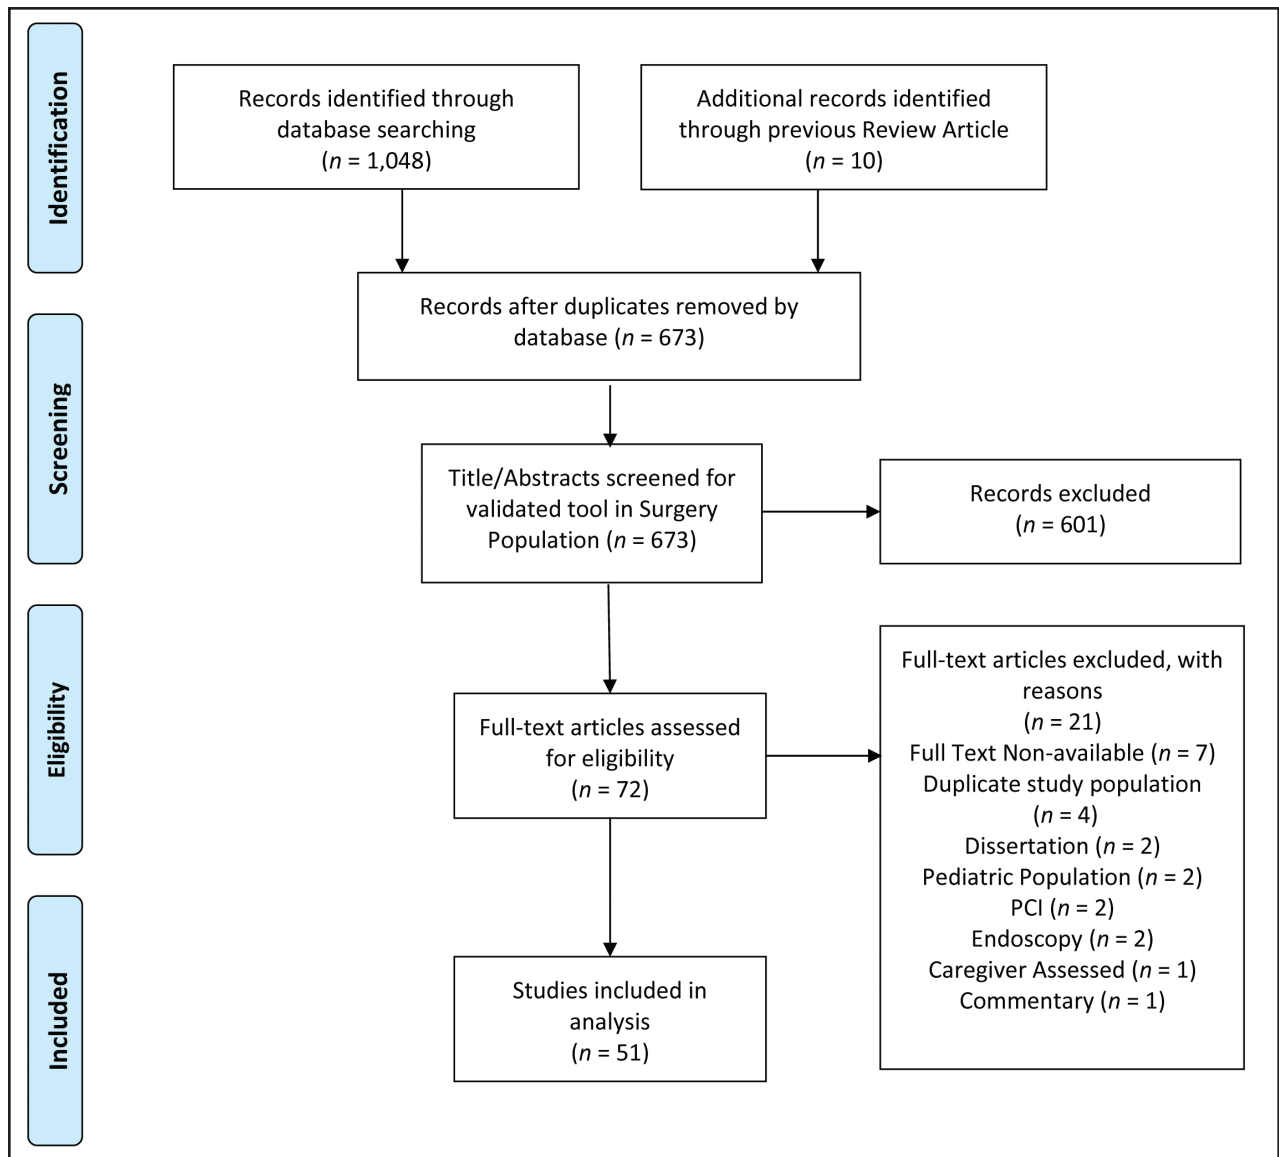 Identification
Records identified through
database searching
(n = 1,048)
Additional records identified
through previous Review Article
(n = 10)
Records after duplicates removed by
database (n = 673)
Screening
Title/Abstracts screened for
validated tool in Surgery
Population (n = 673)
Records excluded
(n = 601)
Eligibility
Full-text articles assessed
for eligibility
(n = 72)
Full-text articles excluded, with
reasons
(n = 21)
Full Text Non-available (n = 7)
Duplicate study population
(n = 4)
Dissertation (n = 2)
Pediatric Population (n = 2)
PCI (n = 2)
Endoscopy (n = 2)
Caregiver Assessed (n = 1)
Commentary (n = 1)
Included
Studies included in
analysis
(n = 51)